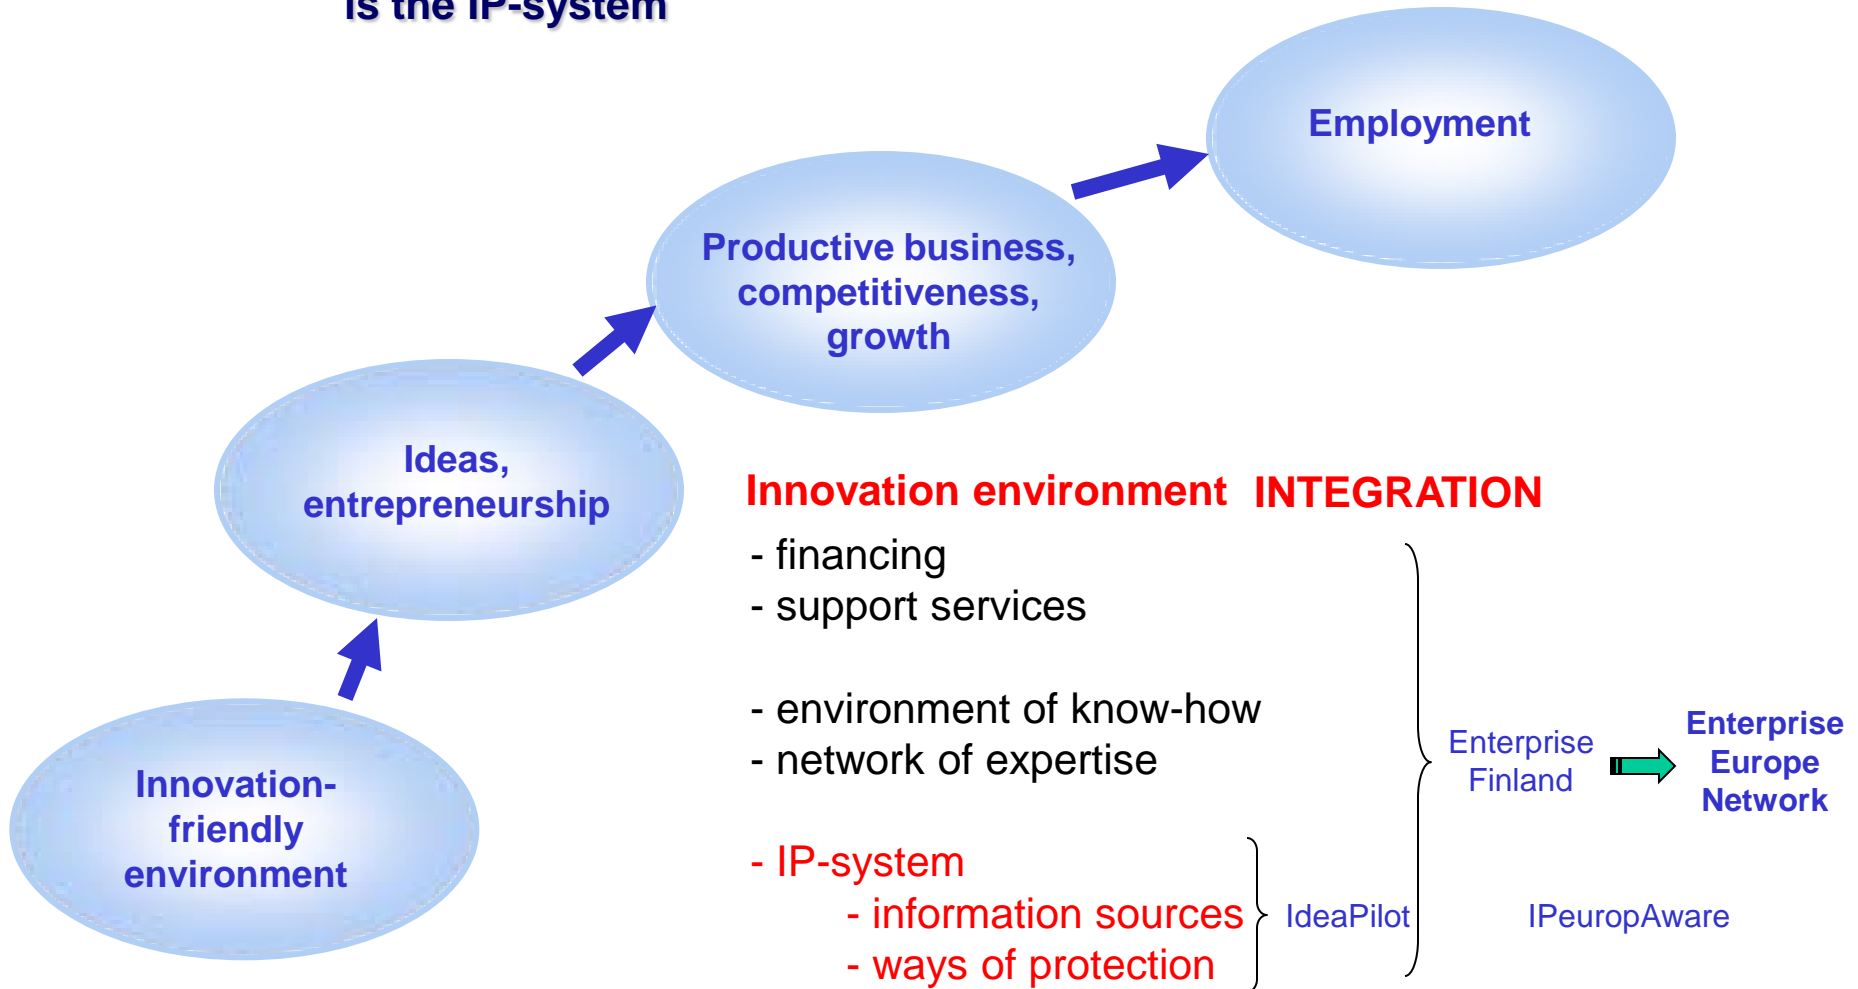 is the IP-system
Employment
Productive business,
competitiveness,
growth
Ideas,
entrepreneurship
Innovation-
friendly
environment
Innovation environment INTEGRATION
- financing
- support services
- environment of know-how
- network of expertise
- IP-system
- information sources
- ways of protection
IdeaPilot
Enterprise
Finland
Enterprise
Europe
Network
IPeuropAware